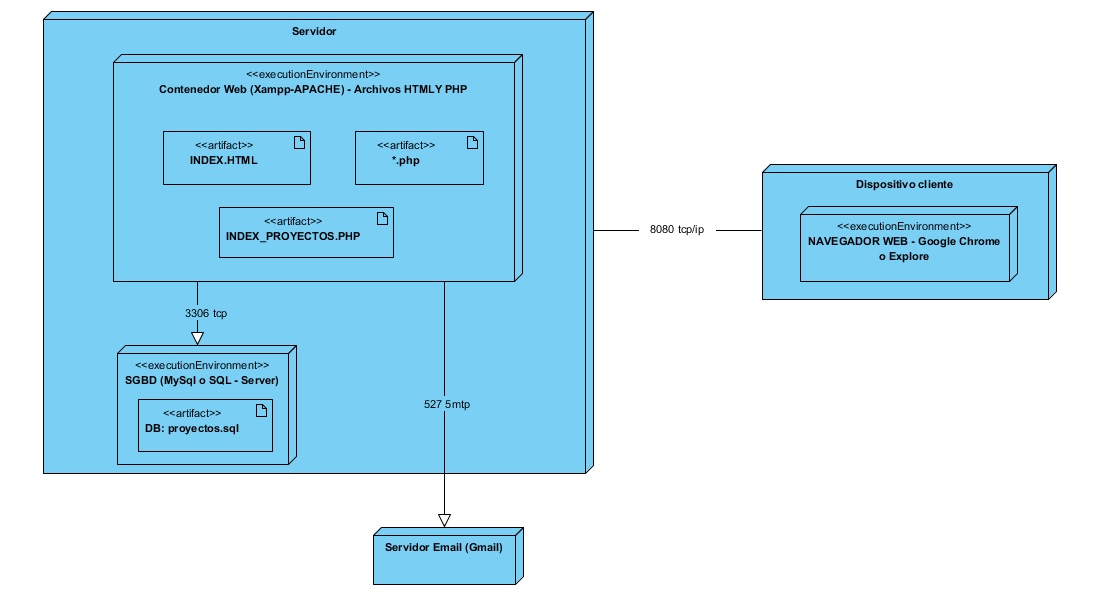 Servidor
<<executionEnvironment>>
Contenedor Web (Xampp-APACHE) - Archivos HTMLY PHP
<<artifact>>
INDEX.HTML
<<artifact>>
*.php
<<artifact>>
INDEX_PROYECTOS.PHP
3306 tcp
<<executionEnvironment>>
SGBD (MySql o SQL - Server)
<<artifact>>
DB: proyectos.sql
527 5mtp
Servidor Email (Gmail)
8080 tcp/ip
Dispositivo cliente
<<executionEnvironment>>
NAVEGADOR WEB - Google Chrome
o Explore